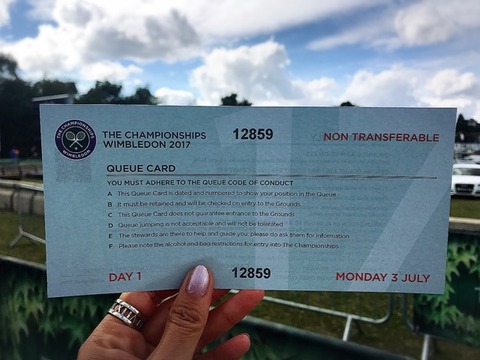 THE CHAMPIONSHIPS
WIMBLEDON 2017
12859
NON TRANSFERABLE
QUEUE CARD
YOU MUST ADHERE TO THE QUEUE CODE OF CONDUCT
A This Queue Card is dated and numbered to show your position in the Queue
B It must be retained and will be checked on entry to the Grounds
C This Queue Card does not guarantee entrance to the Grounds
D Queue jumping is not acceptable and will not be tolerated
E The stewards are there to help and guide you, please do ask them for information
F Please note the alcohol and bag restrictions for entry into The Championships
DAY 1
12859
MONDAY 3 JULY